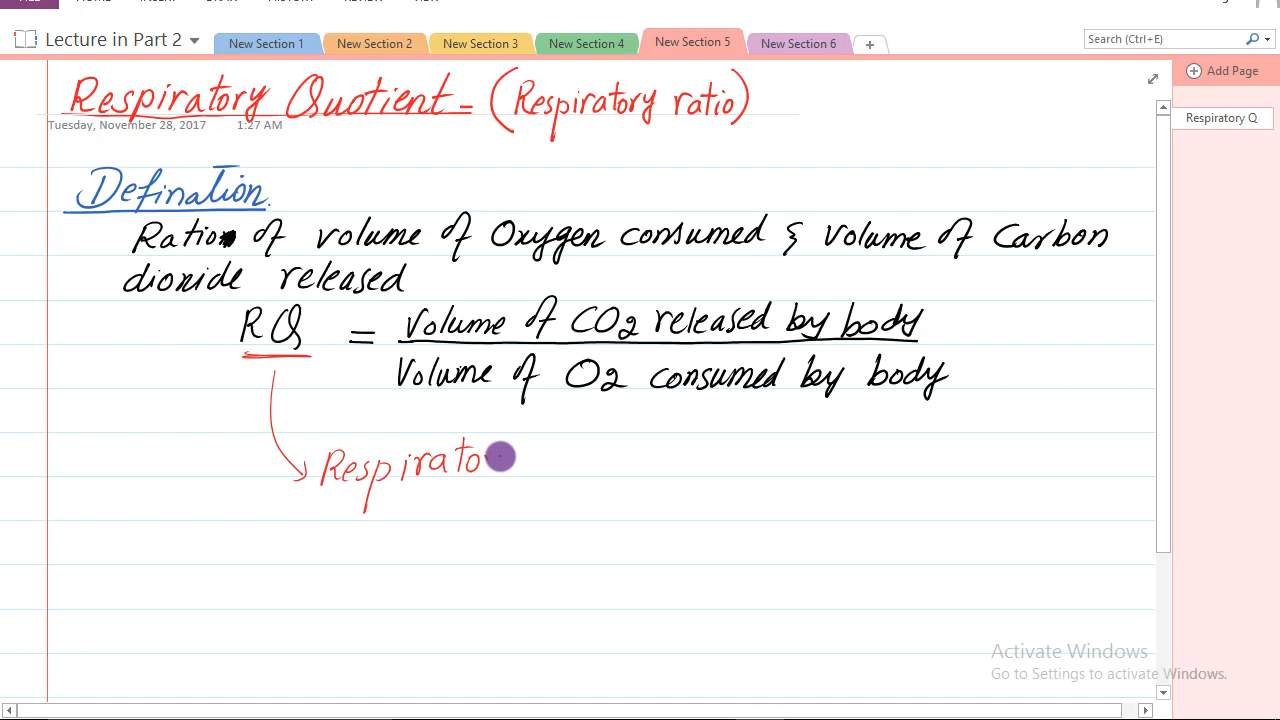 Lecture in Part 2
New Section 1
New Section 2
New Section 3
New Section 4
New Section 5
New Section 6
Search (Ctrl+E)
Add Page
Respiratory Quotient = (Respiratory ratio)
Tuesday, November 28, 2017 1:27 AM
Respiratory Q
Defination
Ratio of volume of Oxygen consumed & volume of Carbon
dioxide released
RQ = Volume of CO2 released by body
Volume of O2 consumed by body
Respirato
Activate Windows
Go to Settings to activate Windows.